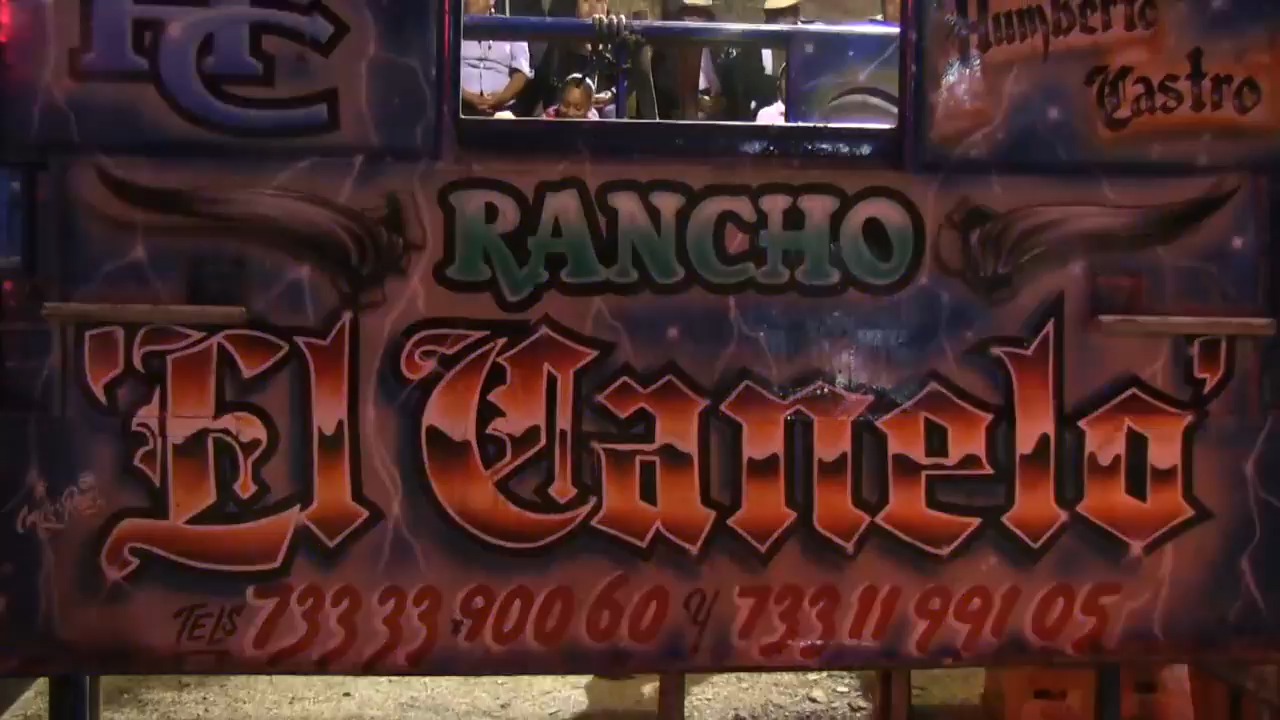 HC
Humberto
Castro
RANCHO
'El Canelo'
TELS 733 33 900 60 y 733 11 991 05